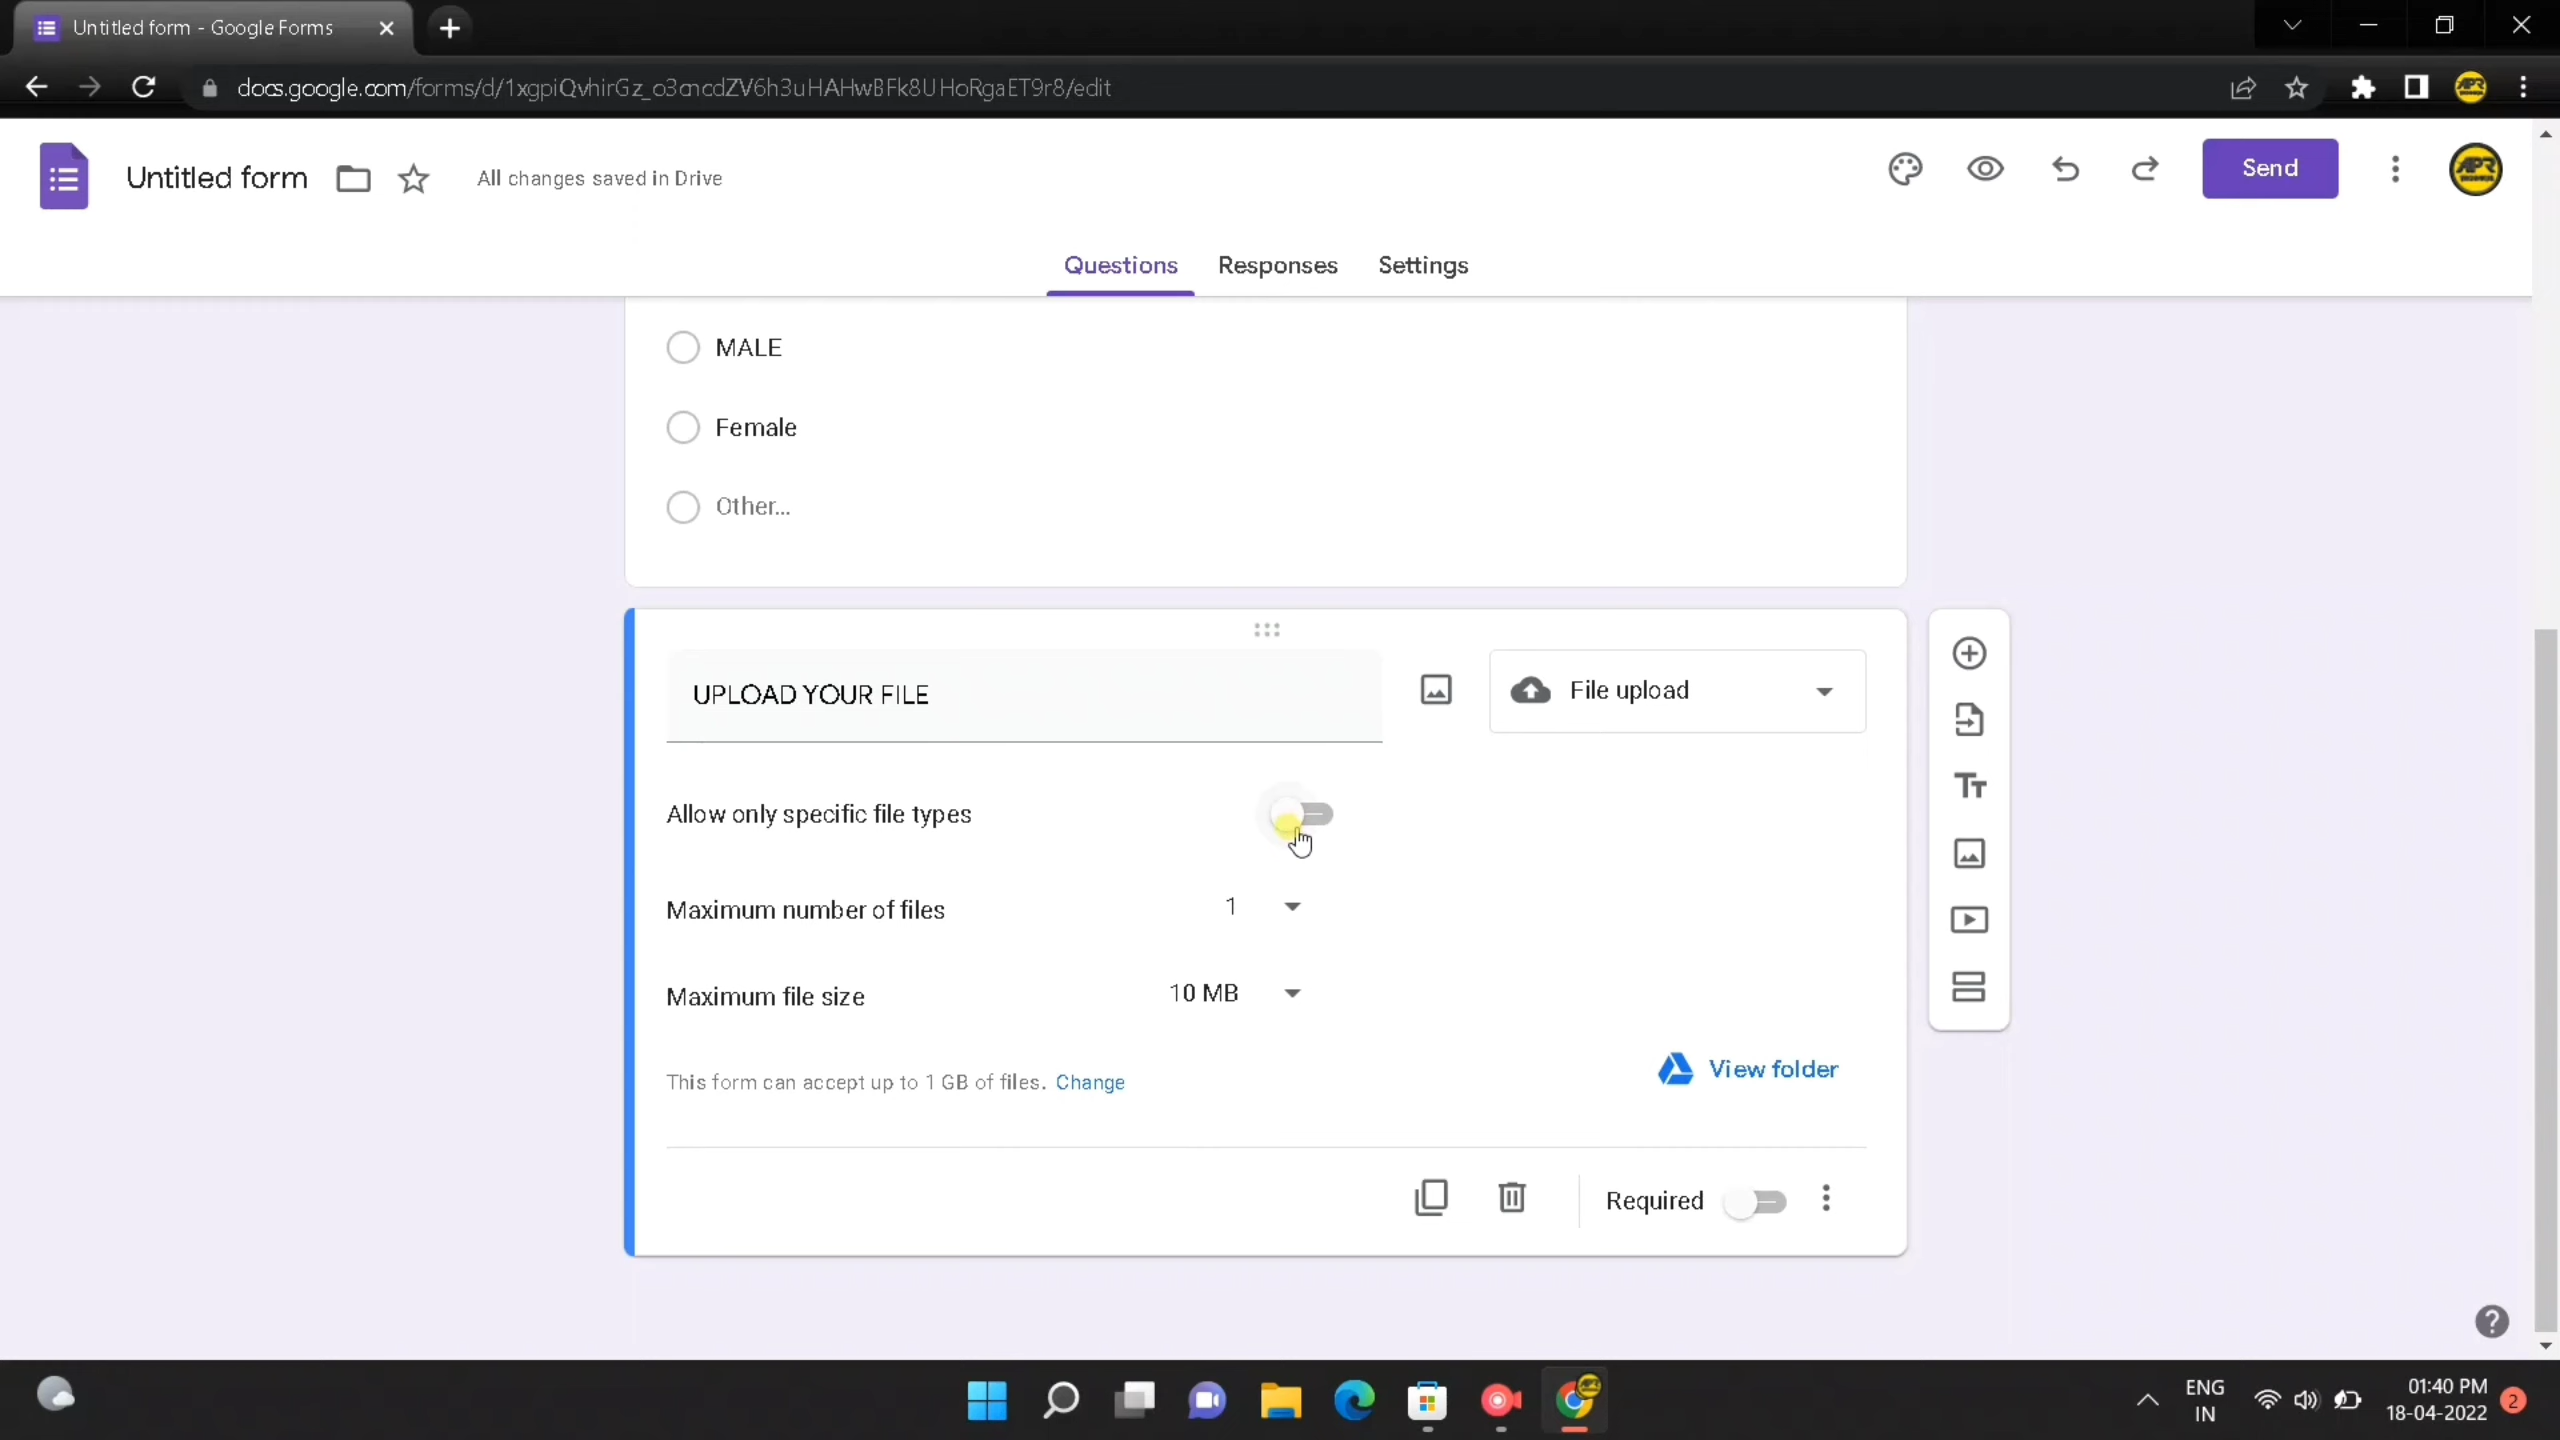 Untitled form - Google Forms
docs.google.com/forms/d/1xgpiQvhirGz_o3ancdZV6h3uHAHwBFk8UHoRgaET9r8/edit
Untitled form
All changes saved in Drive
Send
Questions
Responses
Settings
MALE
Female
Other...
UPLOAD YOUR FILE
File upload
Allow only specific file types
Maximum number of files
1
Maximum file size
10 MB
This form can accept up to 1 GB of files. Change
View folder
Required
ENG
IN
01:40 PM
18-04-2022
2